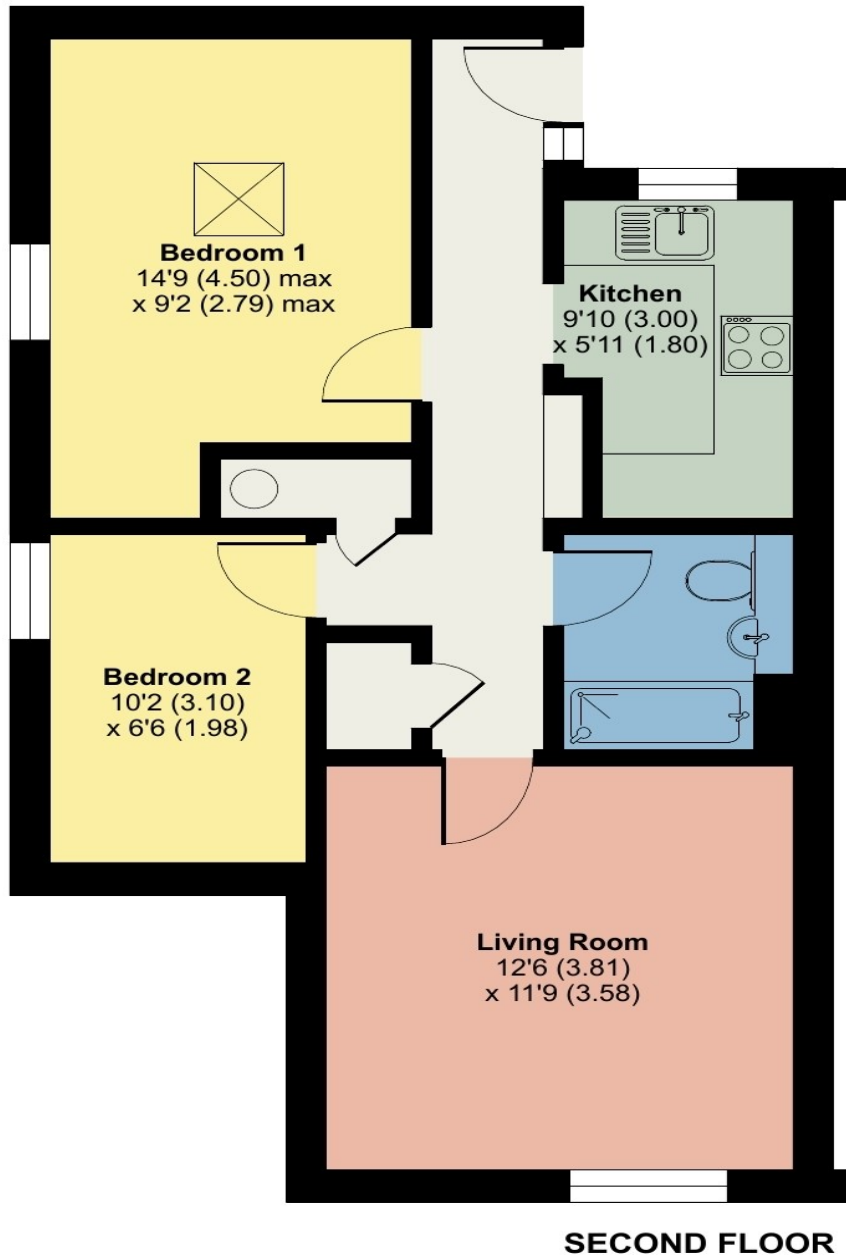 Bedroom 1
14'9 (4.50) max
x 9'2 (2.79) max
Kitchen
9'10 (3.00)
x 5'11 (1.80)
Bedroom 2
10'2 (3.10)
x 6'6 (1.98)
Living Room
12'6 (3.81)
x 11'9 (3.58)
SECOND FLOOR